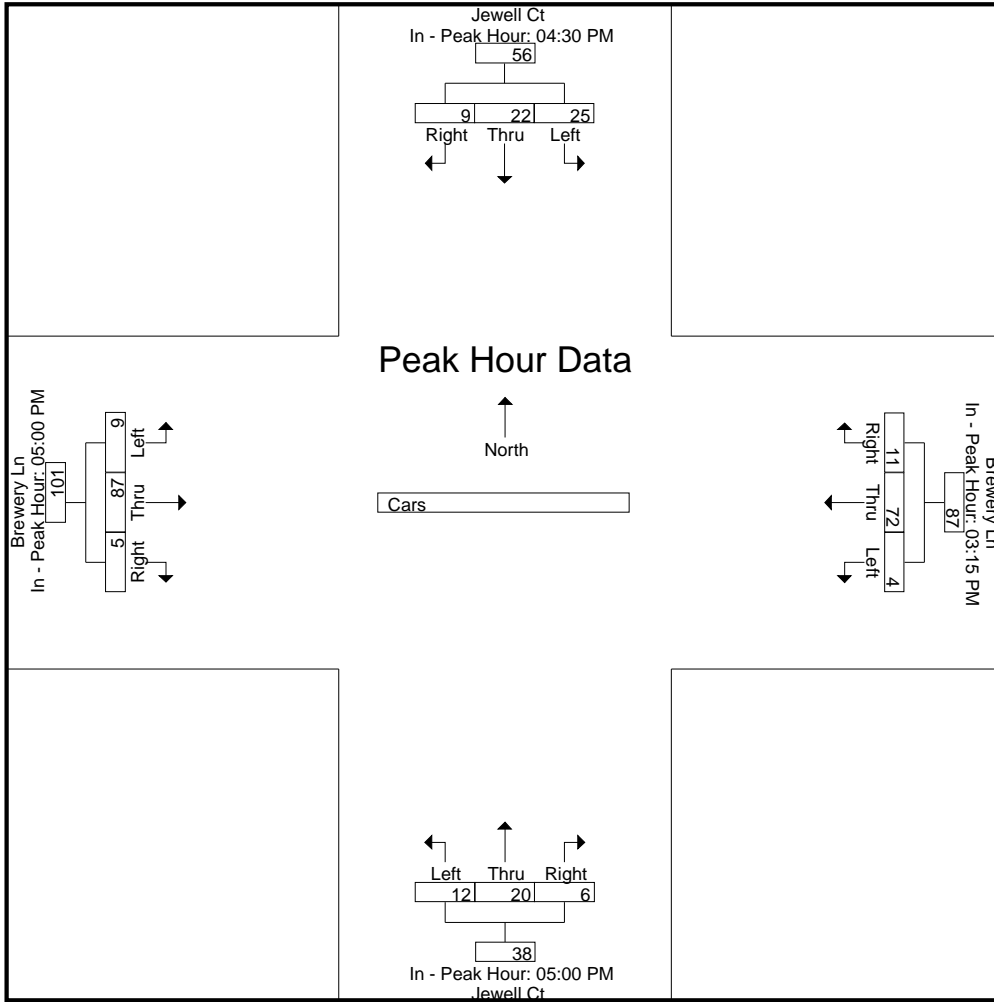 Jewell Ct
In - Peak Hour: 04:30 PM
56
9 22 25
Right Thru Left
Peak Hour Data
North
Cars
Brewery Ln
In - Peak Hour: 05:00 PM
101
9 87 5
Left Thru Right
Right Thru Left
11 72 4
87
In - Peak Hour: 03:15 PM
Brewery Ln
Left Thru Right
12 20 6
38
In - Peak Hour: 05:00 PM
Jewell Ct